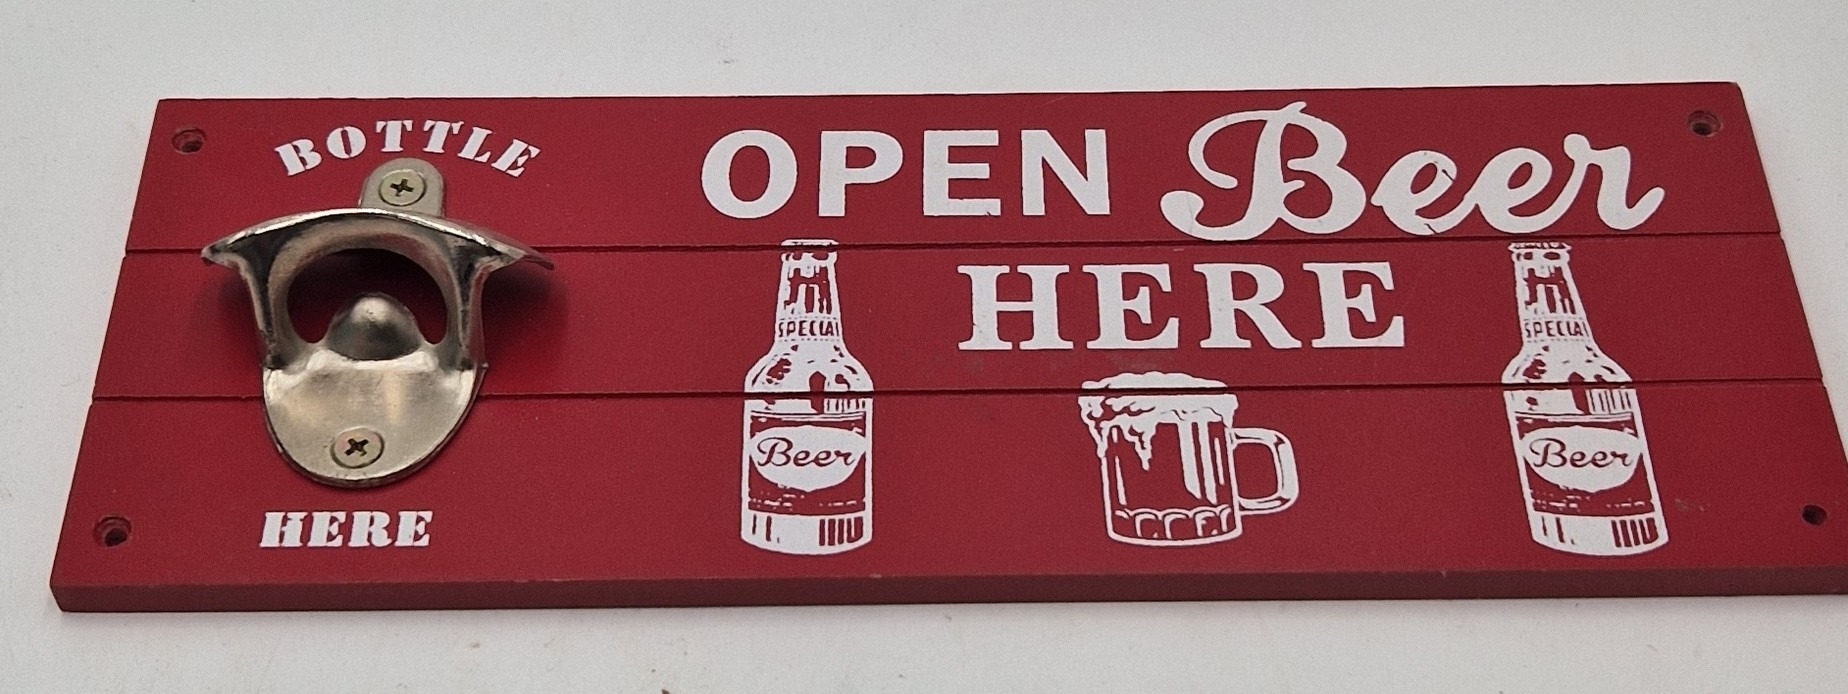 BOTTLE
HERE
OPEN Beer
HERE
SPECIAL
Beer
SPECIAL
Beer